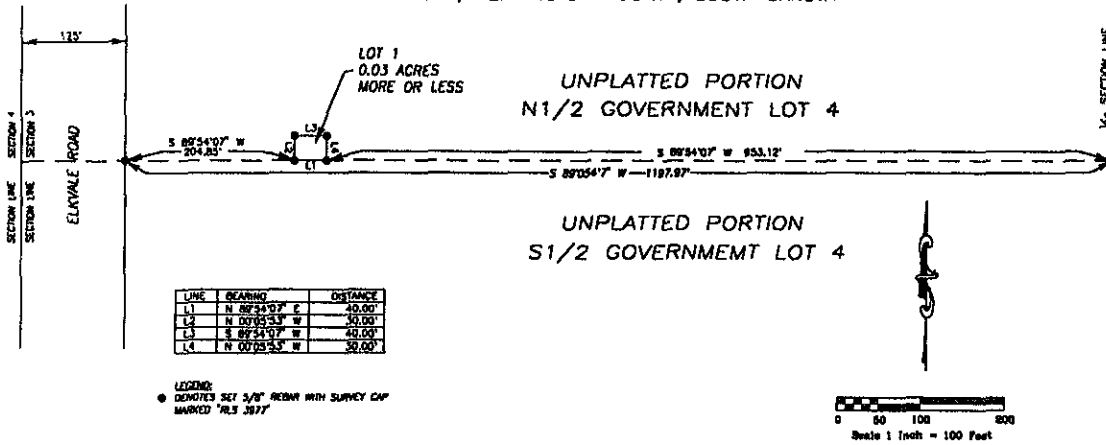 125'
LOT 1
0.03 ACRES
MORE OR LESS
UNPLATTED PORTION
N1/2 GOVERNMENT LOT 4
SECTION LINE
SECTION 4
SECTION LINE
ELKVALE ROAD
S 89°54'07" W
204.85'
L3
L2
L4
L1
S 89°54'07" W 953.12'
S 89°054'7" W 1197.97'
SECTION LINE
UNPLATTED PORTION
S1/2 GOVERNMEMT LOT 4
LINE BEARING DISTANCE
L1 N 89°54'07" E 40.00'
L2 N 00°05'53" W 30.00'
L3 S 89°54'07" W 40.00'
L4 N 00°05'53" W 30.00'
LEGEND:
DENOTES SET 5/8" REBAR WITH SURVEY CAP
MARKED "RLS 3977"
0 50 100 200
Scale 1 Inch = 100 Feet